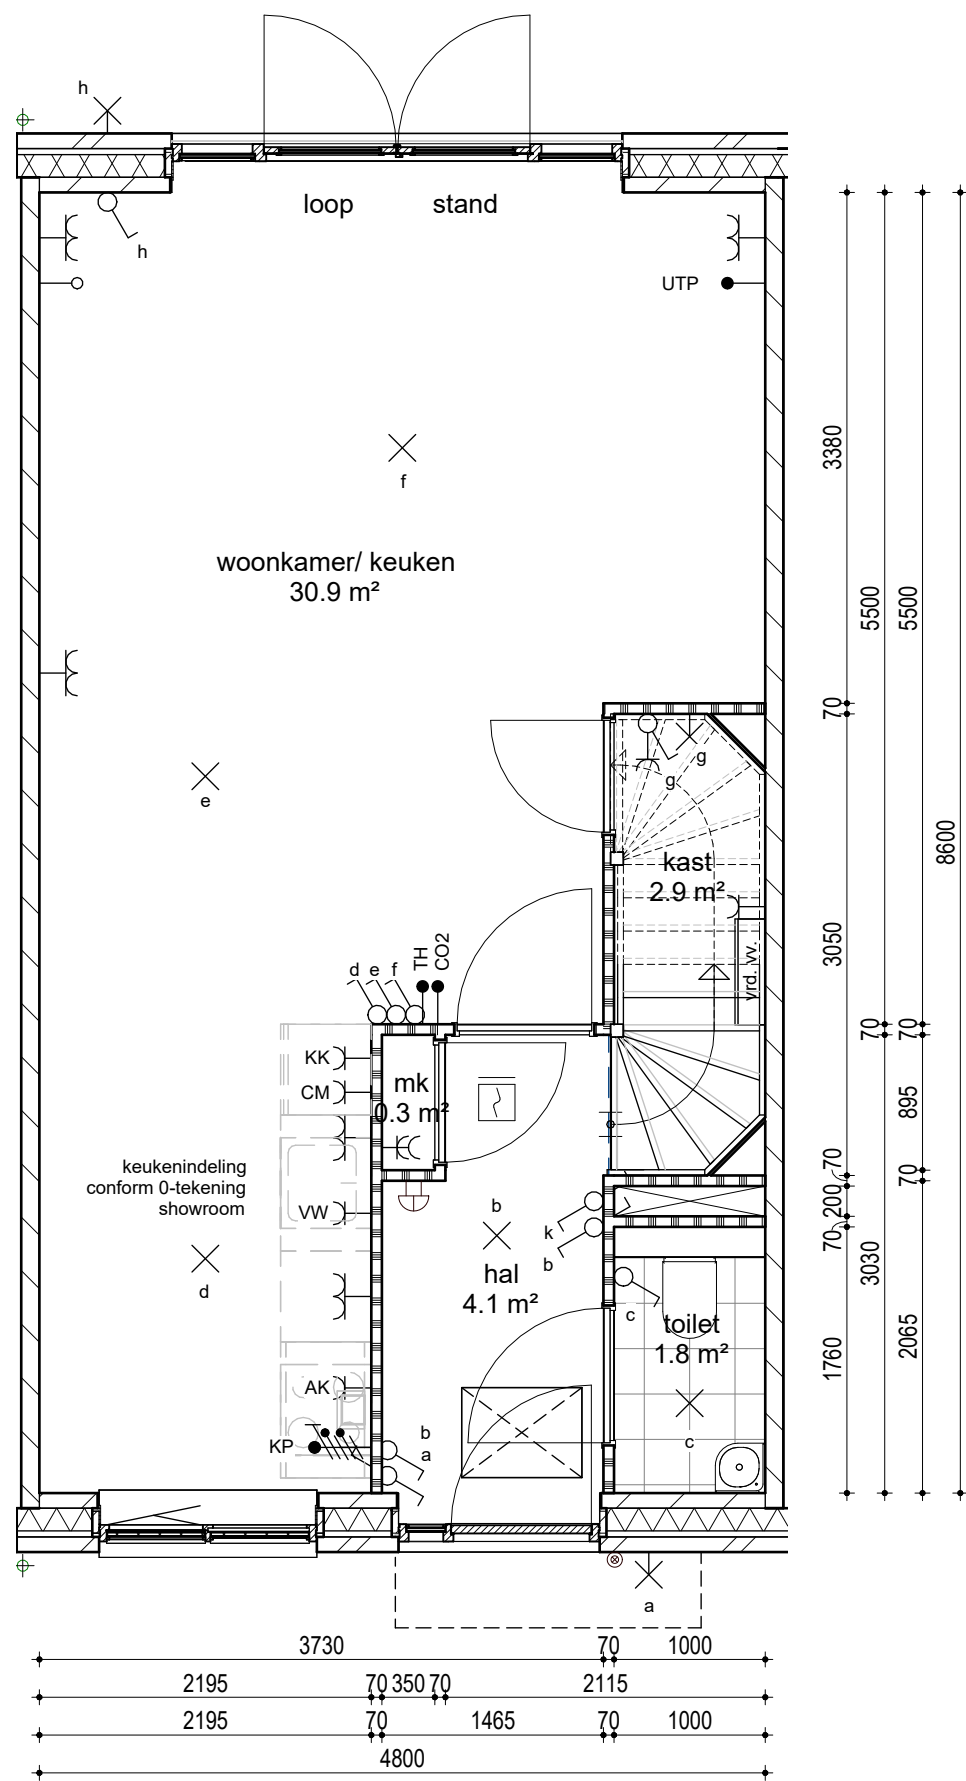 h
loop
stand
h
UTP
f
woonkamer/ keuken
30.9 m²
e
g
g
kast
2.9 m²
vrd. vv.
d
e
f
TH
CO2
KK
CM
mk
0.3 m²
keukenindeling
conform 0-tekening
showroom
VW
b
k
b
d
hal
4.1 m²
c
toilet
1.8 m²
AK
c
KP
b
a
a
3380
70
3050
70
200
70
1760
5500
70
3030
5500
70
895
70
2065
8600
3730
70
1000
2195
70
350
70
2115
2195
70
1465
70
1000
4800